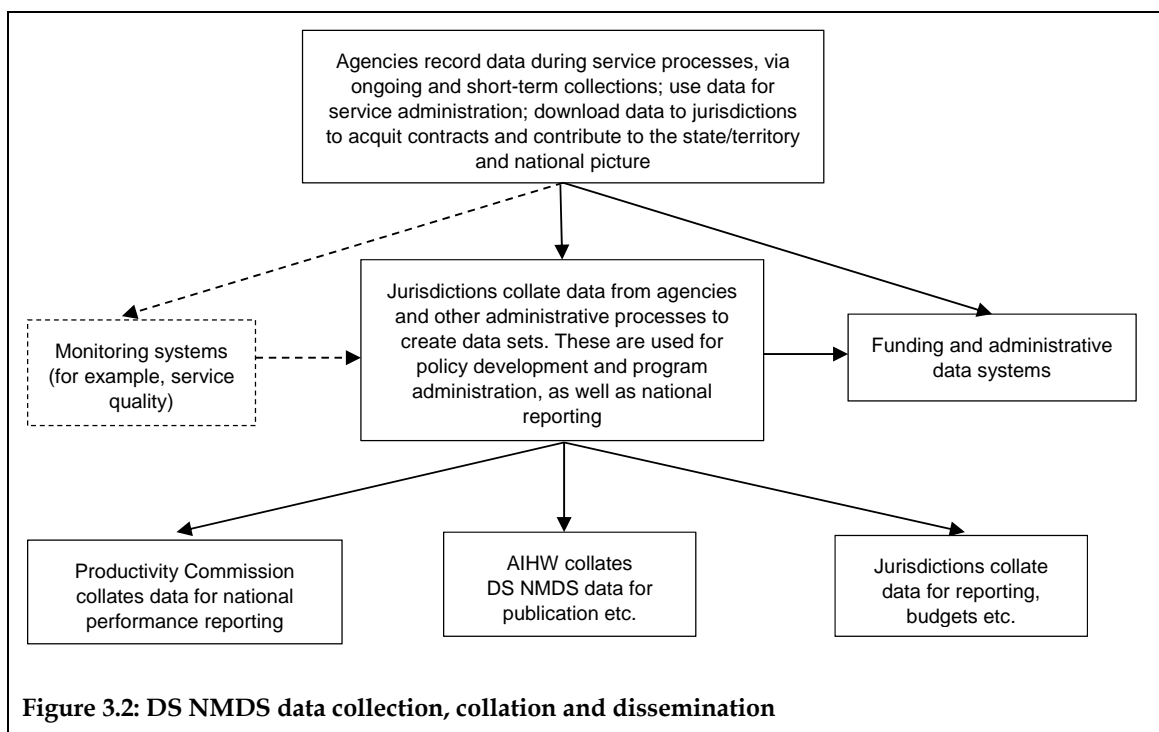 Agencies record data during service processes, via
ongoing and short-term collections; use data for
service administration; download data to jurisdictions
to acquit contracts and contribute to the state/territory
and national picture
Monitoring systems
(for example, service
quality)
Jurisdictions collate data from agencies
and other administrative processes to
create data sets. These are used for
policy development and program
administration, as well as national
reporting
Funding and administrative
data systems
Productivity Commission
collates data for national
performance reporting
AIHW collates
DS NMDS data for
publication etc.
Jurisdictions collate
data for reporting,
budgets etc.
Figure 3.2: DS NMDS data collection, collation and dissemination